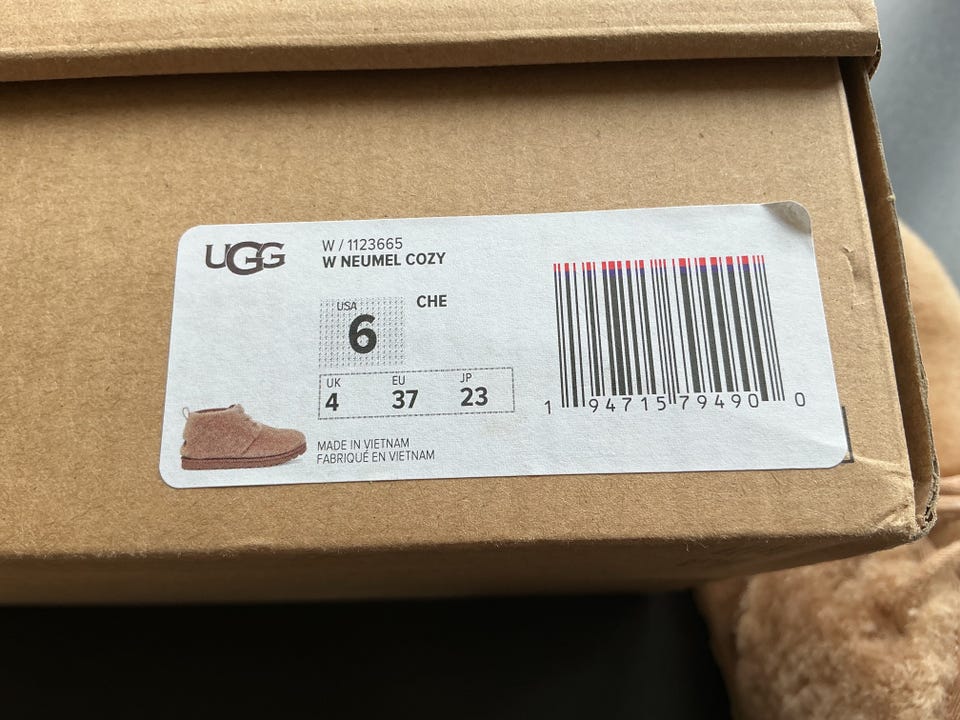 UGG
W / 1123665
W NEUMEL COZY
USA
6
CHE
UK EU JP
4 37 23
MADE IN VIETNAM
FABRIQUÉ EN VIETNAM
1 94715 79490 0